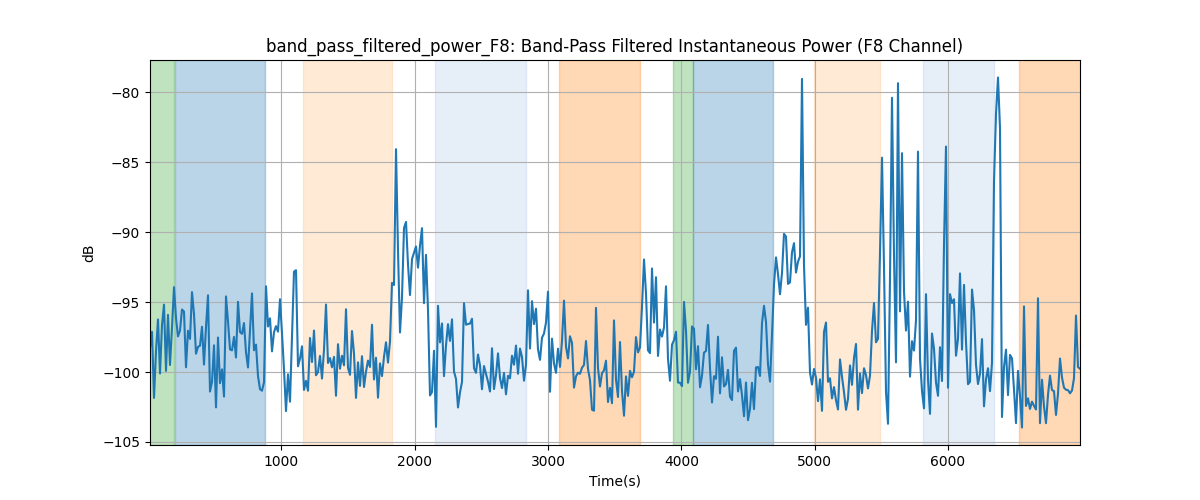 band_pass_filtered_power_F8: Band-Pass Filtered Instantaneous Power (F8 Channel)
−80
−85
−90
−95
−100
−105
dB
1000 2000 3000 4000 5000 6000
Time(s)